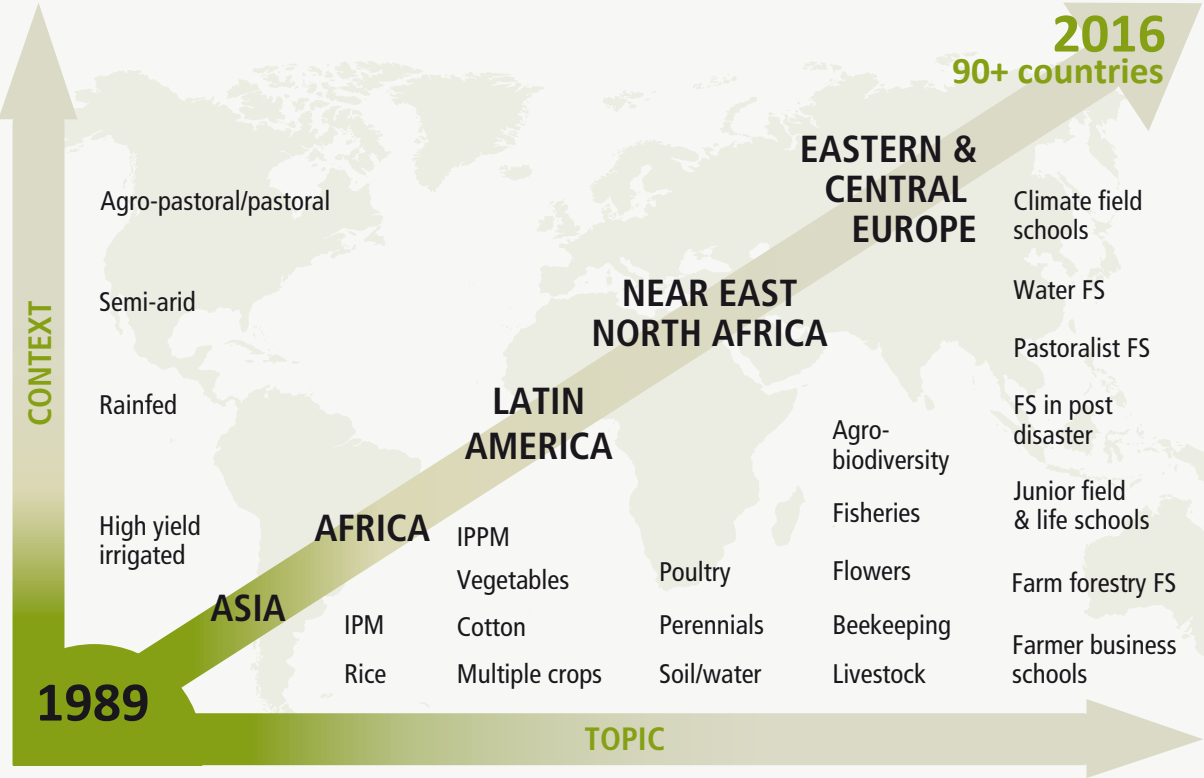 2016
90+ countries
EASTERN &
CENTRAL
EUROPE
NEAR EAST
NORTH AFRICA
LATIN
AMERICA
AFRICA
ASIA
1989
CONTEXT
Agro-pastoral/pastoral
Semi-arid
Rainfed
High yield
irrigated
IPM
Rice
IPPM
Vegetables
Cotton
Multiple crops
Poultry
Perennials
Soil/water
Agro-
biodiversity
Fisheries
Flowers
Beekeeping
Livestock
Climate field
schools
Water FS
Pastoralist FS
FS in post
disaster
Junior field
& life schools
Farm forestry FS
Farmer business
schools
TOPIC